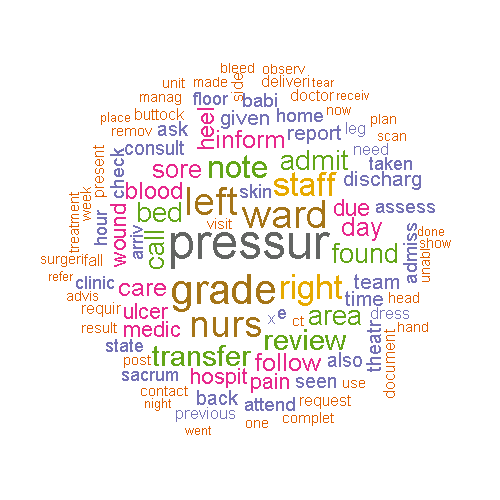 bleed observ
unit made side deliveri tear
manag floor babi doctor receiv
place buttock heel given home now plan
remov ask inform report leg scan
consult sore note admit need
present check blood skin staff discharg taken
treatment week hour wound bed left ward due assess
arriv call visit day admiss done
surgeri fall pressur found unabl show
refer clinic care grade right team
advis time head
requir ulcer nurs x e ct area dress
result medic review theatr hand
state transfer follow also document
post sacrum hospit pain seen use
contact back attend request
night previous one complet
went